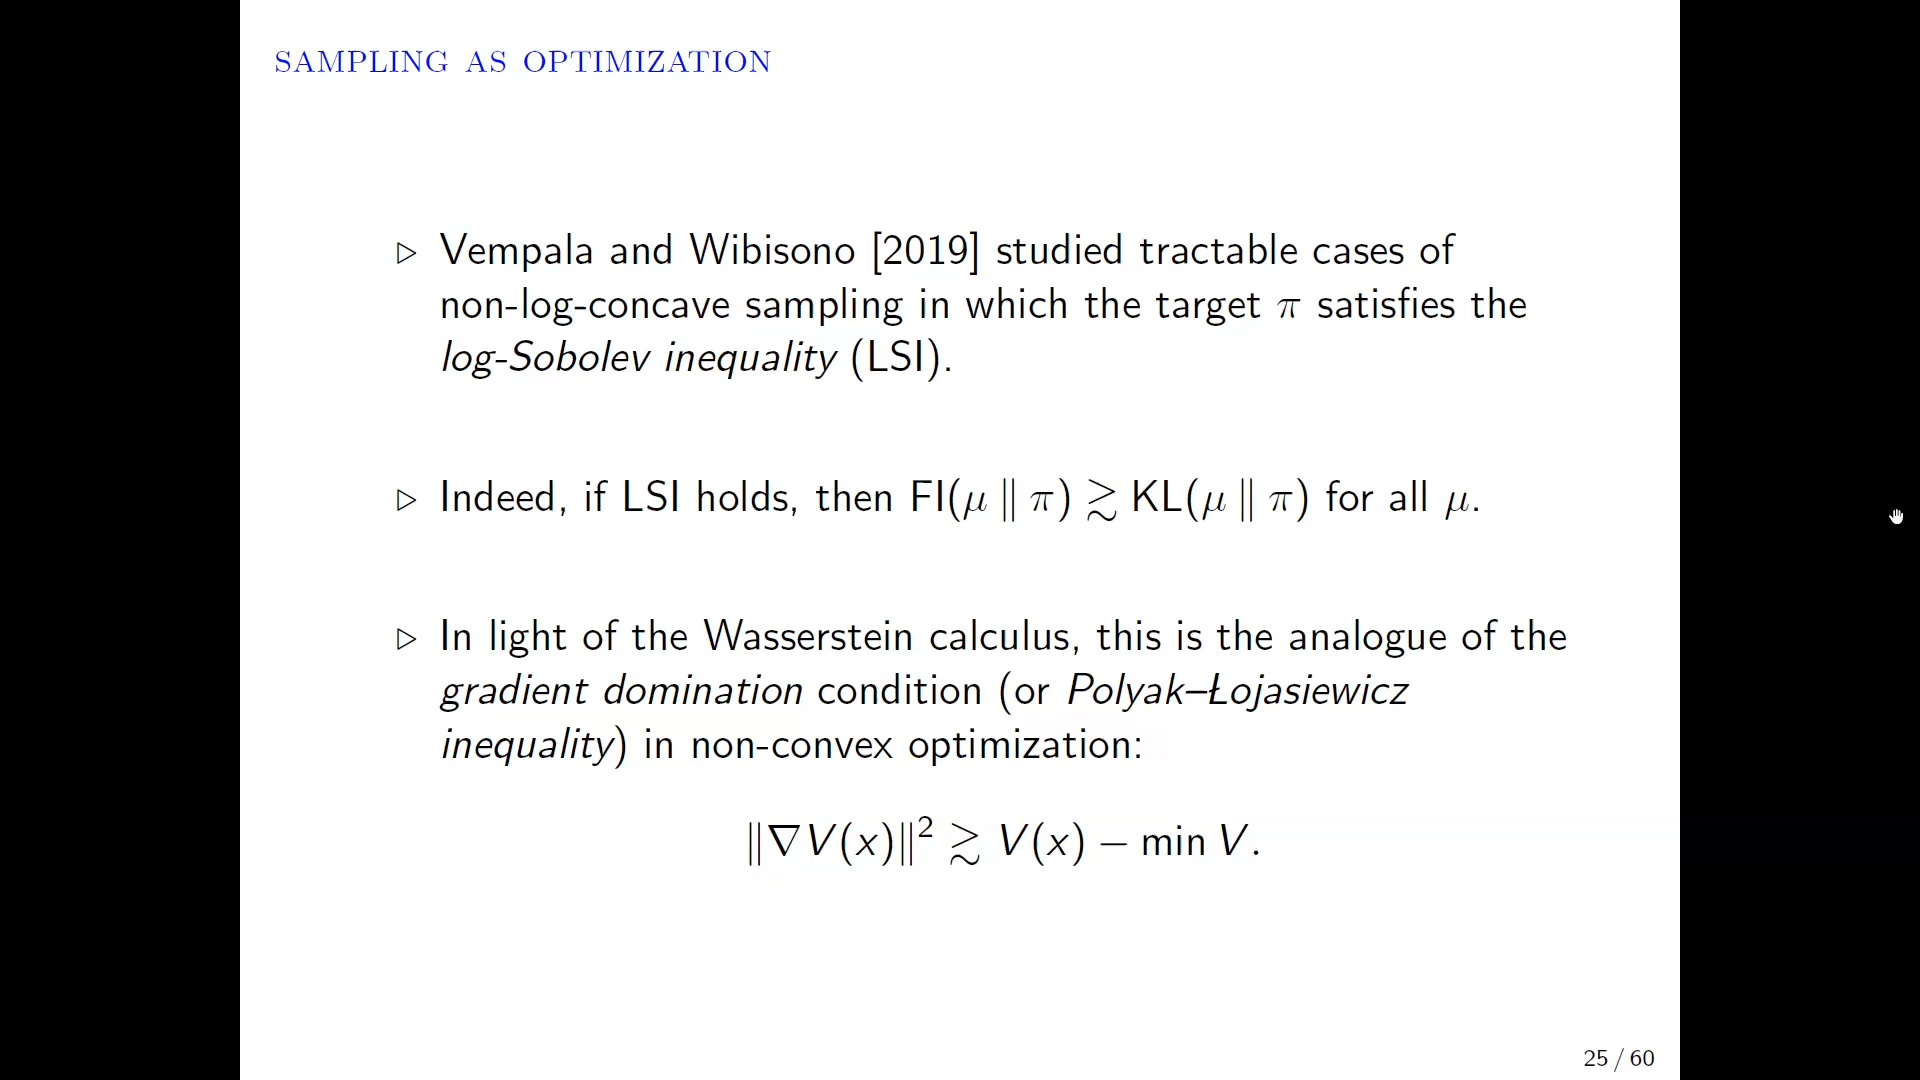 SAMPLING AS OPTIMIZATION
▷ Vempala and Wibisono [2019] studied tractable cases of
non-log-concave sampling in which the target π satisfies the
log-Sobolev inequality (LSI).
▷ Indeed, if LSI holds, then FI(μ ∥ π) ≳ KL(μ ∥ π) for all μ.
▷ In light of the Wasserstein calculus, this is the analogue of the
gradient domination condition (or Polyak–Łojasiewicz
inequality) in non-convex optimization:
∥∇V(x)∥² ≳ V(x) − min V.
25 / 60